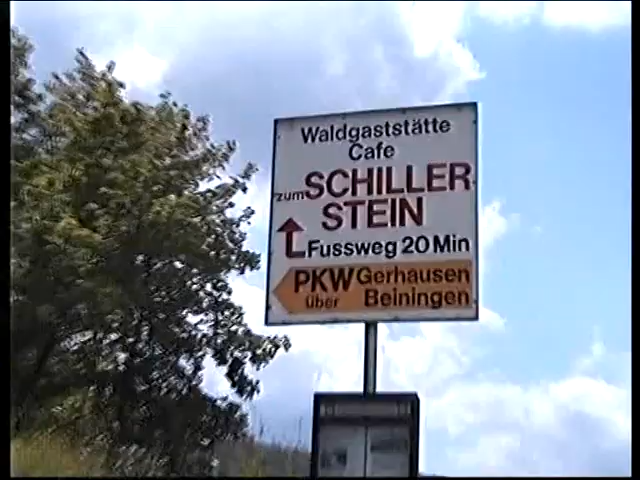 Waldgaststätte
Cafe
zum SCHILLER
STEIN
Fussweg 20 Min
PKW Gerhausen
über Beiningen